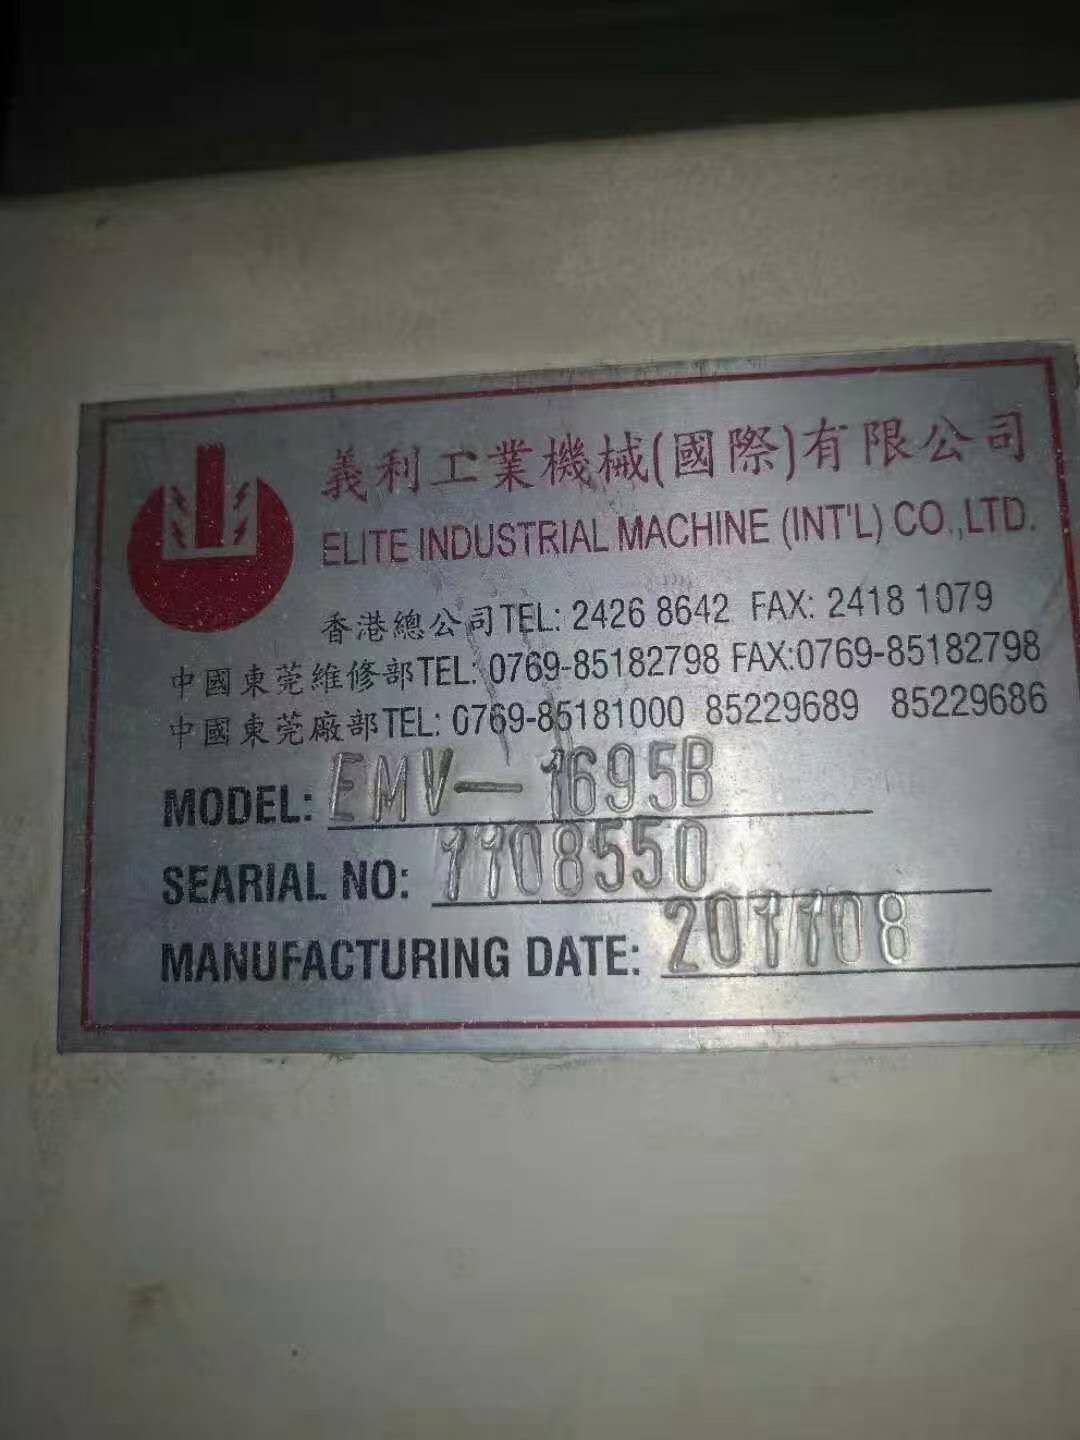 義利工業機械(國際)有限公司
ELITE INDUSTRIAL MACHINE (INT'L) CO.,LTD.
香港總公司TEL: 2426 8642 FAX: 2418 1079
中國東莞維修部TEL: 0769-85182798 FAX:0769-85182798
中國東莞廠部TEL: 0769-85181000 85229689 85229686
MODEL: EMV-1695B
SEARIAL NO: 1108550
MANUFACTURING DATE: 201108